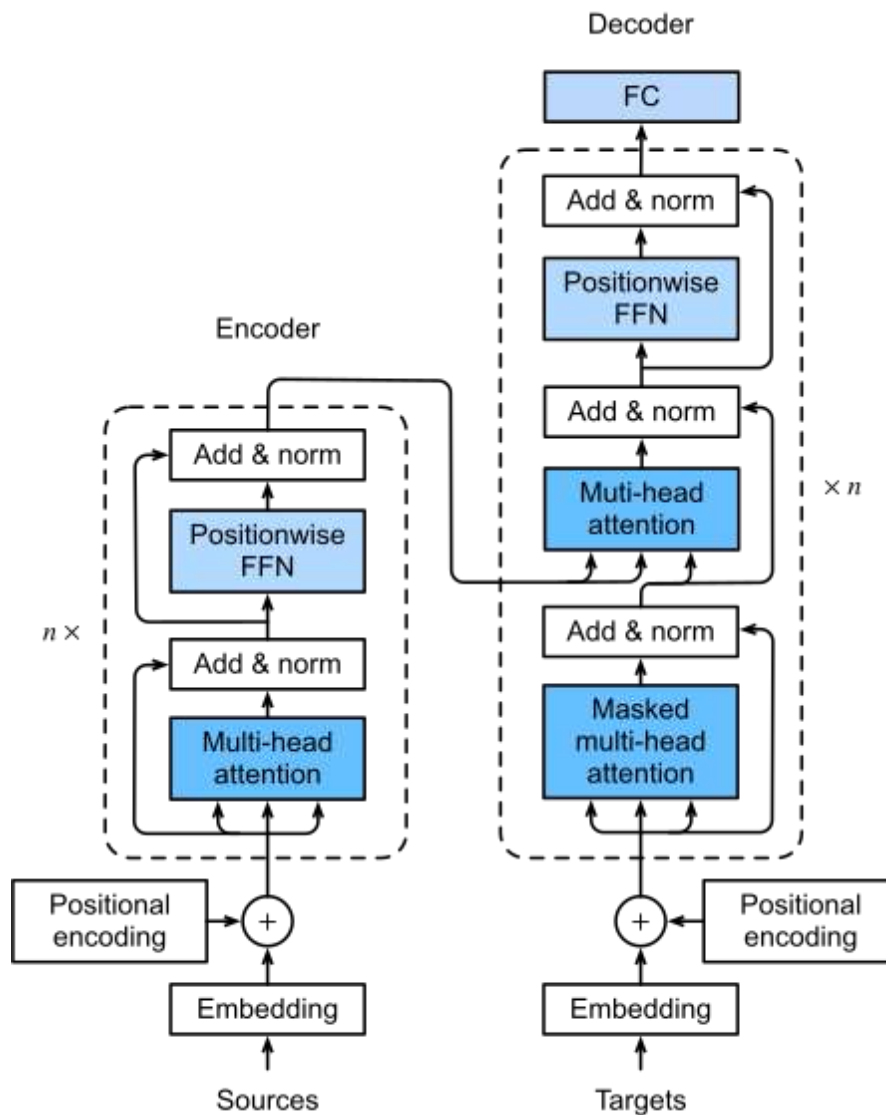 Decoder
FC
Add & norm
Positionwise
FFN
Add & norm
Muti-head
attention
× n
Add & norm
Masked
multi-head
attention
Positional
encoding
+
Embedding
Targets
Encoder
Add & norm
Positionwise
FFN
n ×
Add & norm
Multi-head
attention
Positional
encoding
+
Embedding
Sources